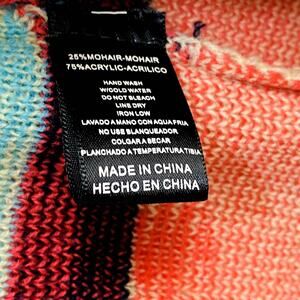 25%MOHAIR-MOHAIR
75%ACRYLIC-ACRILICO
HAND WASH
W/COLD WATER
DO NOT BLEACH
LINE DRY
IRON LOW
LAVADO A MANO CON AQUA FRIA
NO USE BLANQUEADOR
COLGAR A SECAR
PLANCHADO A TEMPERATURA TIBIA
MADE IN CHINA
HECHO EN CHINA